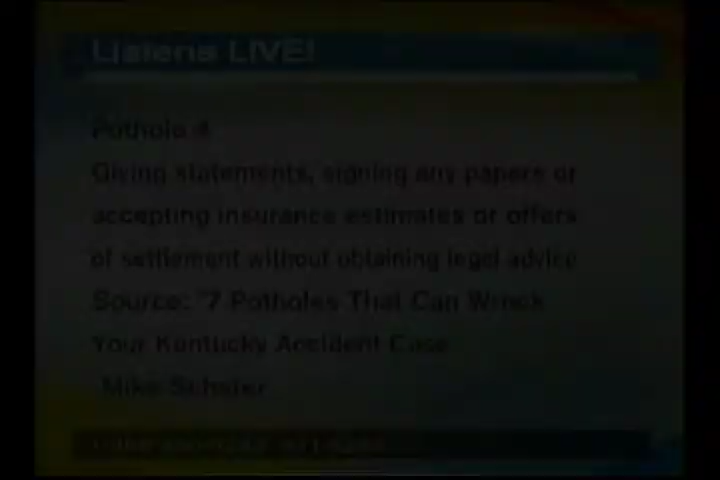 LIVE!
Pothole 4
Giving statements, signing any papers or
accepting insurance estimates or offers
of settlement without obtaining legal advice
Source: "7 Potholes That Can Wreck
Your Kentucky Accident Case
Mike Schafer